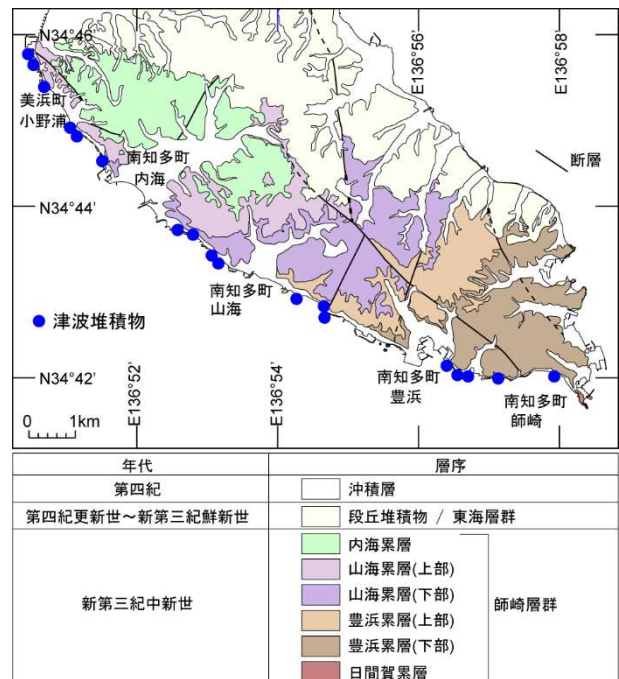 N34°46'
E136°56'
E136°58'
美浜町
小野浦
南知多町
内海
断層
N34°44'
南知多町
山海
津波堆積物
N34°42'
E136°52'
E136°54'
南知多町
豊浜
南知多町
師崎
0 1km
年代 層序
第四紀 沖積層
第四紀更新世～新第三紀鮮新世 段丘堆積物 / 東海層群
内海累層
山海累層(上部)
新第三紀中新世 山海累層(下部) 師崎層群
豊浜累層(上部)
豊浜累層(下部)
日間賀累層